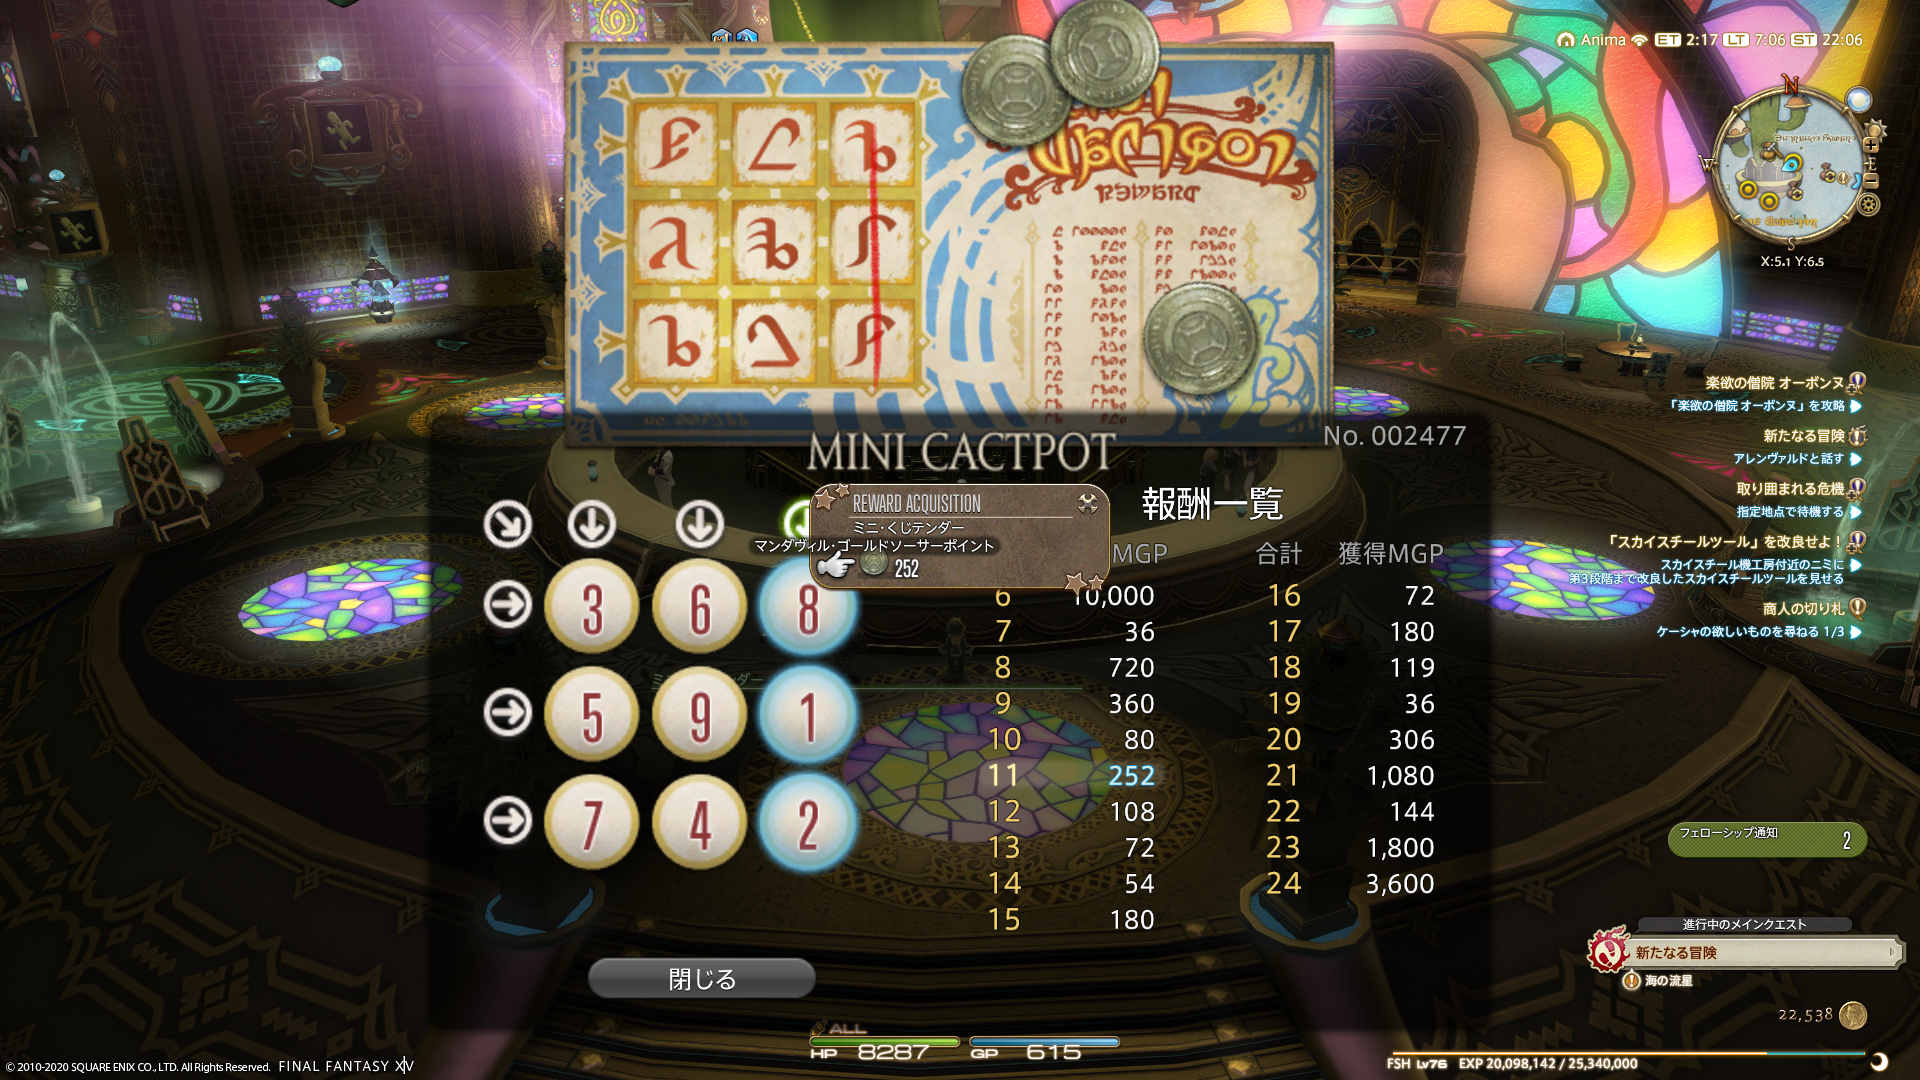 Anima ET 2:17 LT 7:06 ST 22:06
N
W
E
S
X:5.1 Y:6.5
楽欲の僧院 オーボンヌ
「楽欲の僧院 オーボンヌ」を攻略
新たなる冒険
アレンヴァルドと話す
取り囲まれる危機
指定地点で待機する
「スカイスチールツール」を改良せよ！
スカイスチール機工房付近のニミに
第3段階まで改良したスカイスチールツールを見せる
商人の切り札
ケーシャの欲しいものを尋ねる 1/3
No. 002477
MINI CACTPOT
REWARD ACQUISITION
ミニ・くじテンダー
マンダヴィル・ゴールドソーサーポイント
252
報酬一覧
MGP 合計 獲得MGP
3 6 8
5 9 1
7 4 2
6 10,000 16 72
7 36 17 180
8 720 18 119
9 360 19 36
10 80 20 306
11 252 21 1,080
12 108 22 144
13 72 23 1,800
14 54 24 3,600
15 180
閉じる
フェローシップ通知 2
進行中のメインクエスト
新たなる冒険
海の流星
22,538
ALL
HP 8287 GP 615
FSH Lv76 EXP 20,098,142 / 25,340,000
© 2010-2020 SQUARE ENIX CO., LTD. All Rights Reserved. FINAL FANTASY XIV